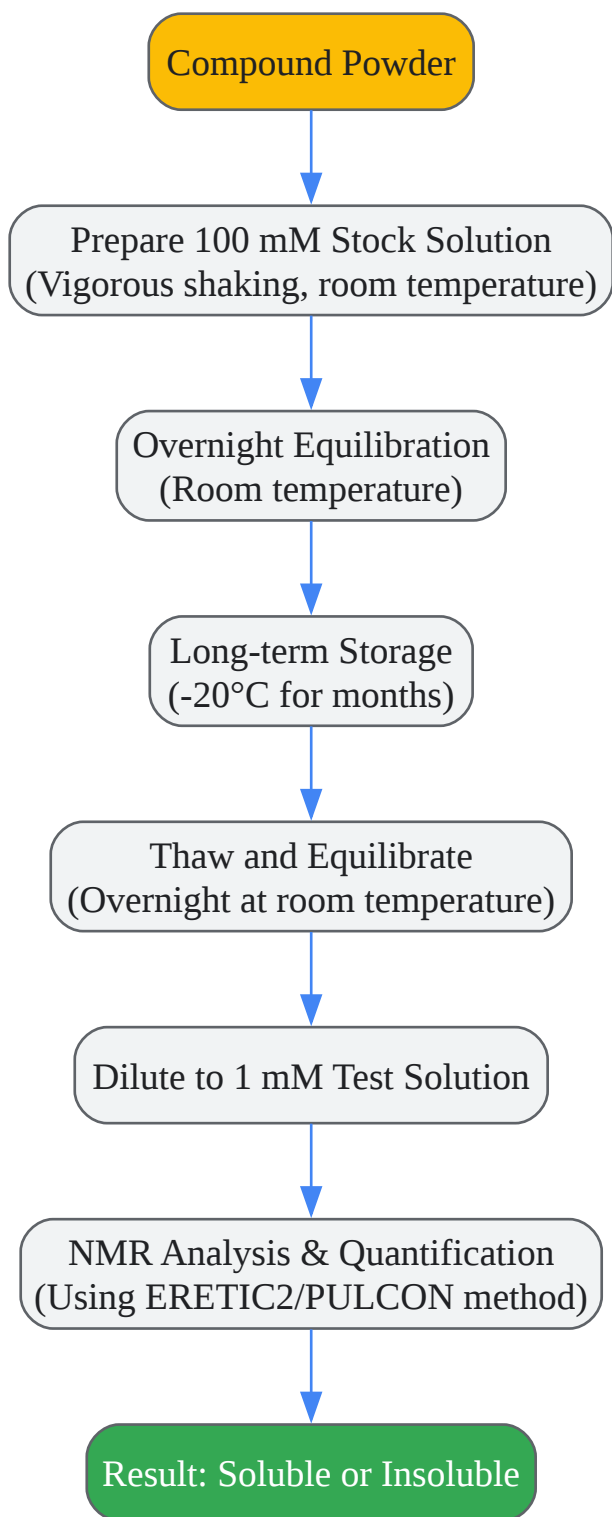 Compound Powder
Prepare 100 mM Stock Solution
(Vigorous shaking, room temperature)
Overnight Equilibration
(Room temperature)
Long-term Storage
(-20°C for months)
Thaw and Equilibrate
(Overnight at room temperature)
Dilute to 1 mM Test Solution
NMR Analysis & Quantification
(Using ERETIC2/PULCON method)
Result: Soluble or Insoluble